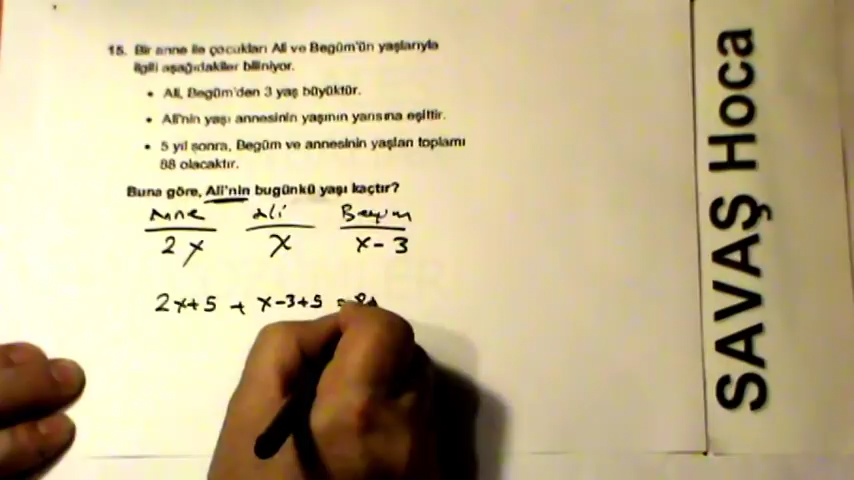 15. Bir anne ile çocukları Ali ve Begüm'ün yaşlarıyla
ilgili aşağıdakiler biliniyor.
• Ali, Begüm'den 3 yaş büyüktür.
• Ali'nin yaşı annesinin yaşının yarısına eşittir.
• 5 yıl sonra, Begüm ve annesinin yaşları toplamı
88 olacaktır.
Buna göre, Ali'nin bugünkü yaşı kaçtır?
Anne Ali Begüm
2x x x-3
2x+5 + x-3+5 =
SAVAŞ Hoca